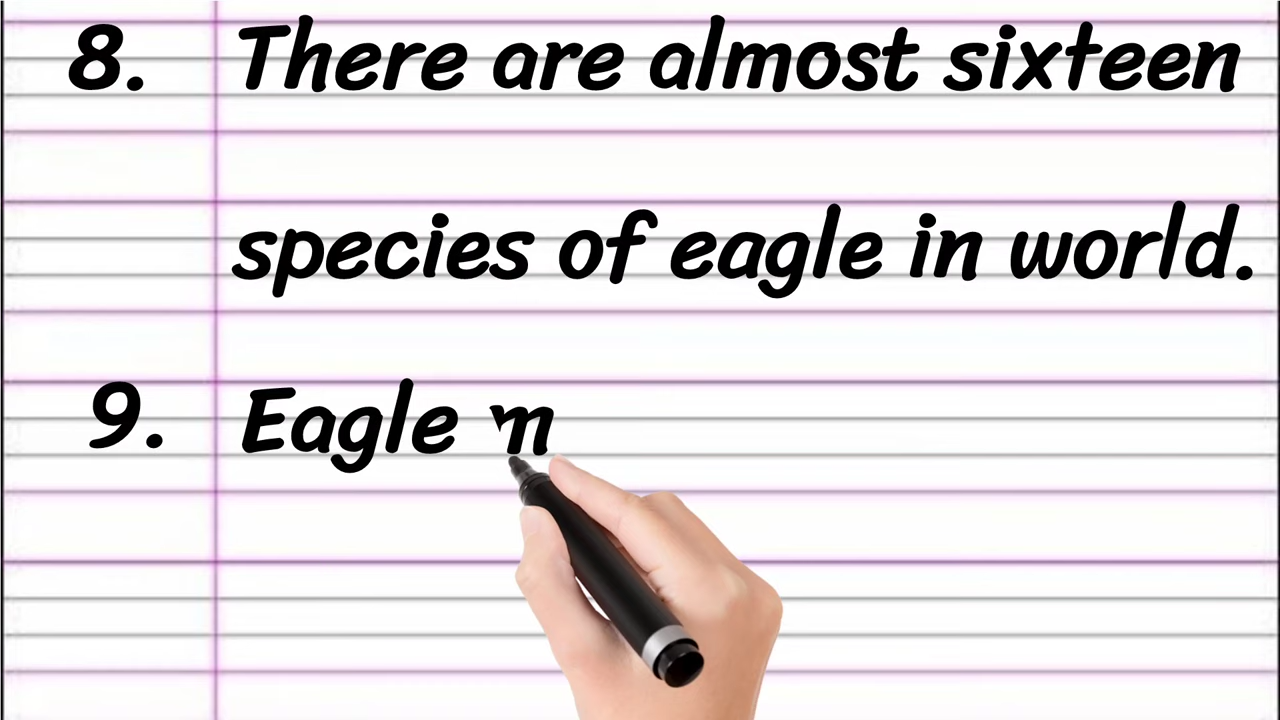 8. There are almost sixteen
species of eagle in world.
9. Eagle